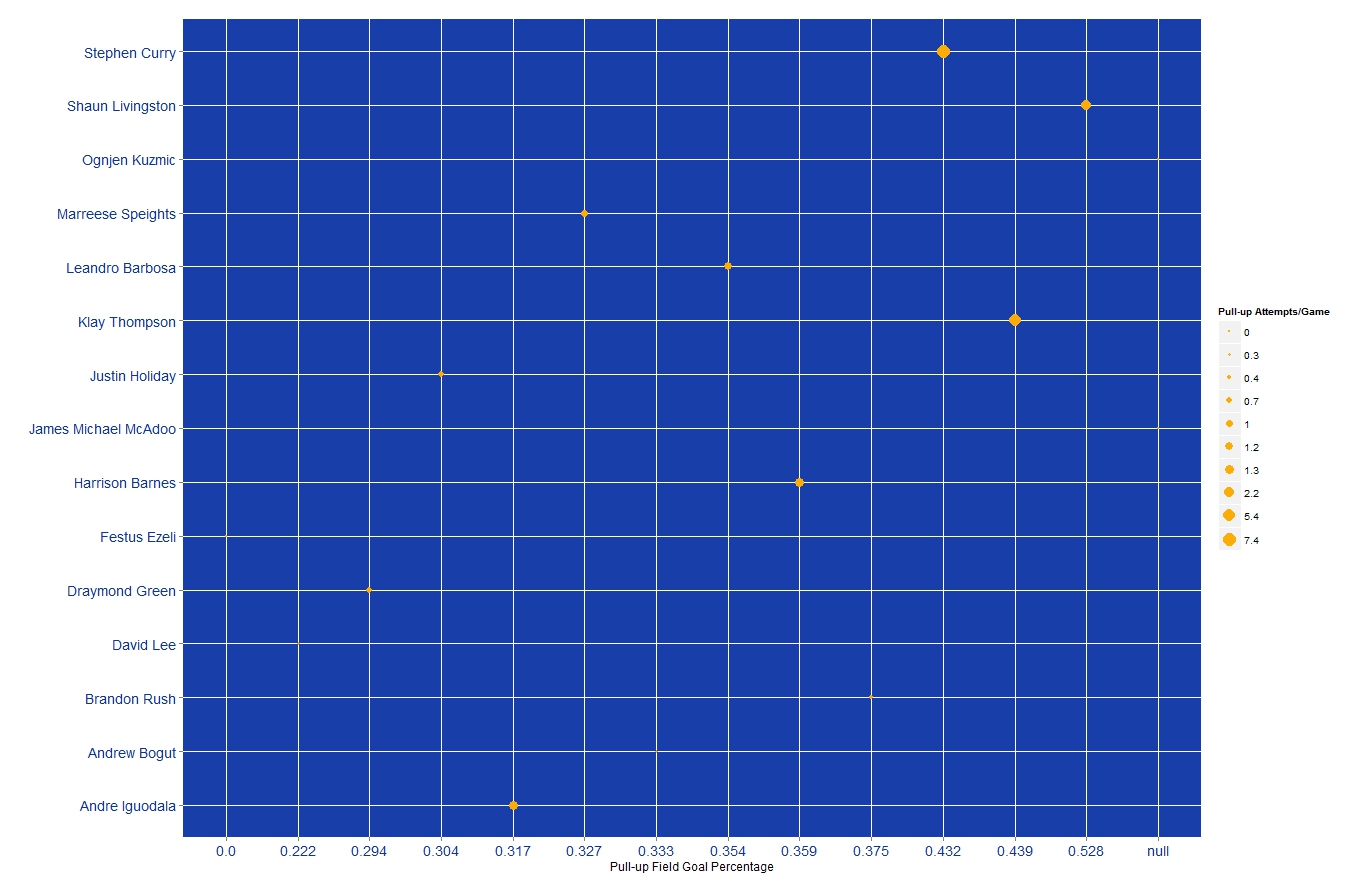 Stephen Curry
Shaun Livingston
Ognjen Kuzmic
Marreese Speights
Leandro Barbosa
Klay Thompson
Justin Holiday
James Michael McAdoo
Harrison Barnes
Festus Ezeli
Draymond Green
David Lee
Brandon Rush
Andrew Bogut
Andre Iguodala
0.0 0.222 0.294 0.304 0.317 0.327 0.333 0.354 0.359 0.375 0.432 0.439 0.528 null
Pull-up Field Goal Percentage
Pull-up Attempts/Game
0
0.3
0.4
0.7
1
1.2
1.3
2.2
5.4
7.4